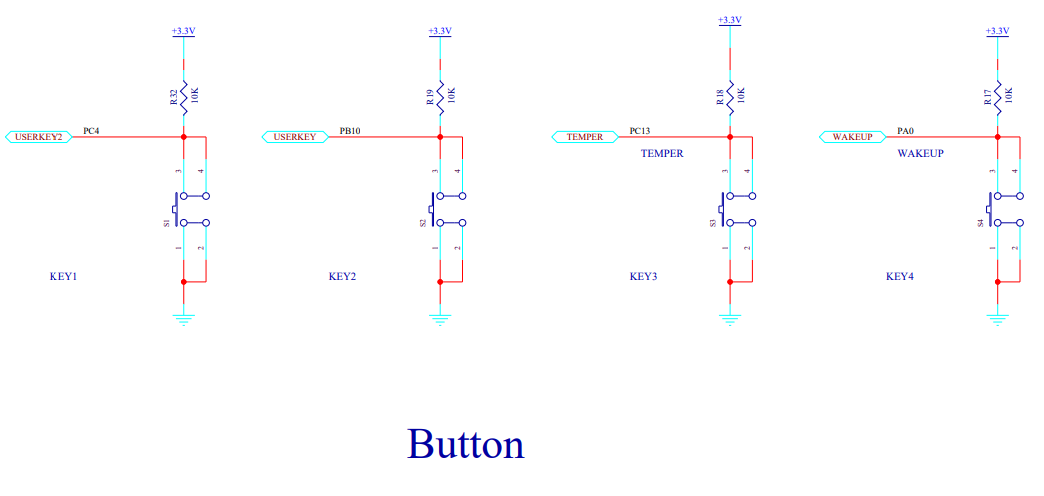 +3.3V
+3.3V
+3.3V
+3.3V
R32
10K
R19
10K
R18
10K
R17
10K
USERKEY2
PC4
USERKEY
PB10
TEMPER
PC13
WAKEUP
PA0
TEMPER
WAKEUP
3
4
3
4
3
4
3
4
S1
S2
S3
S4
1
2
1
2
1
2
1
2
KEY1
KEY2
KEY3
KEY4
Button